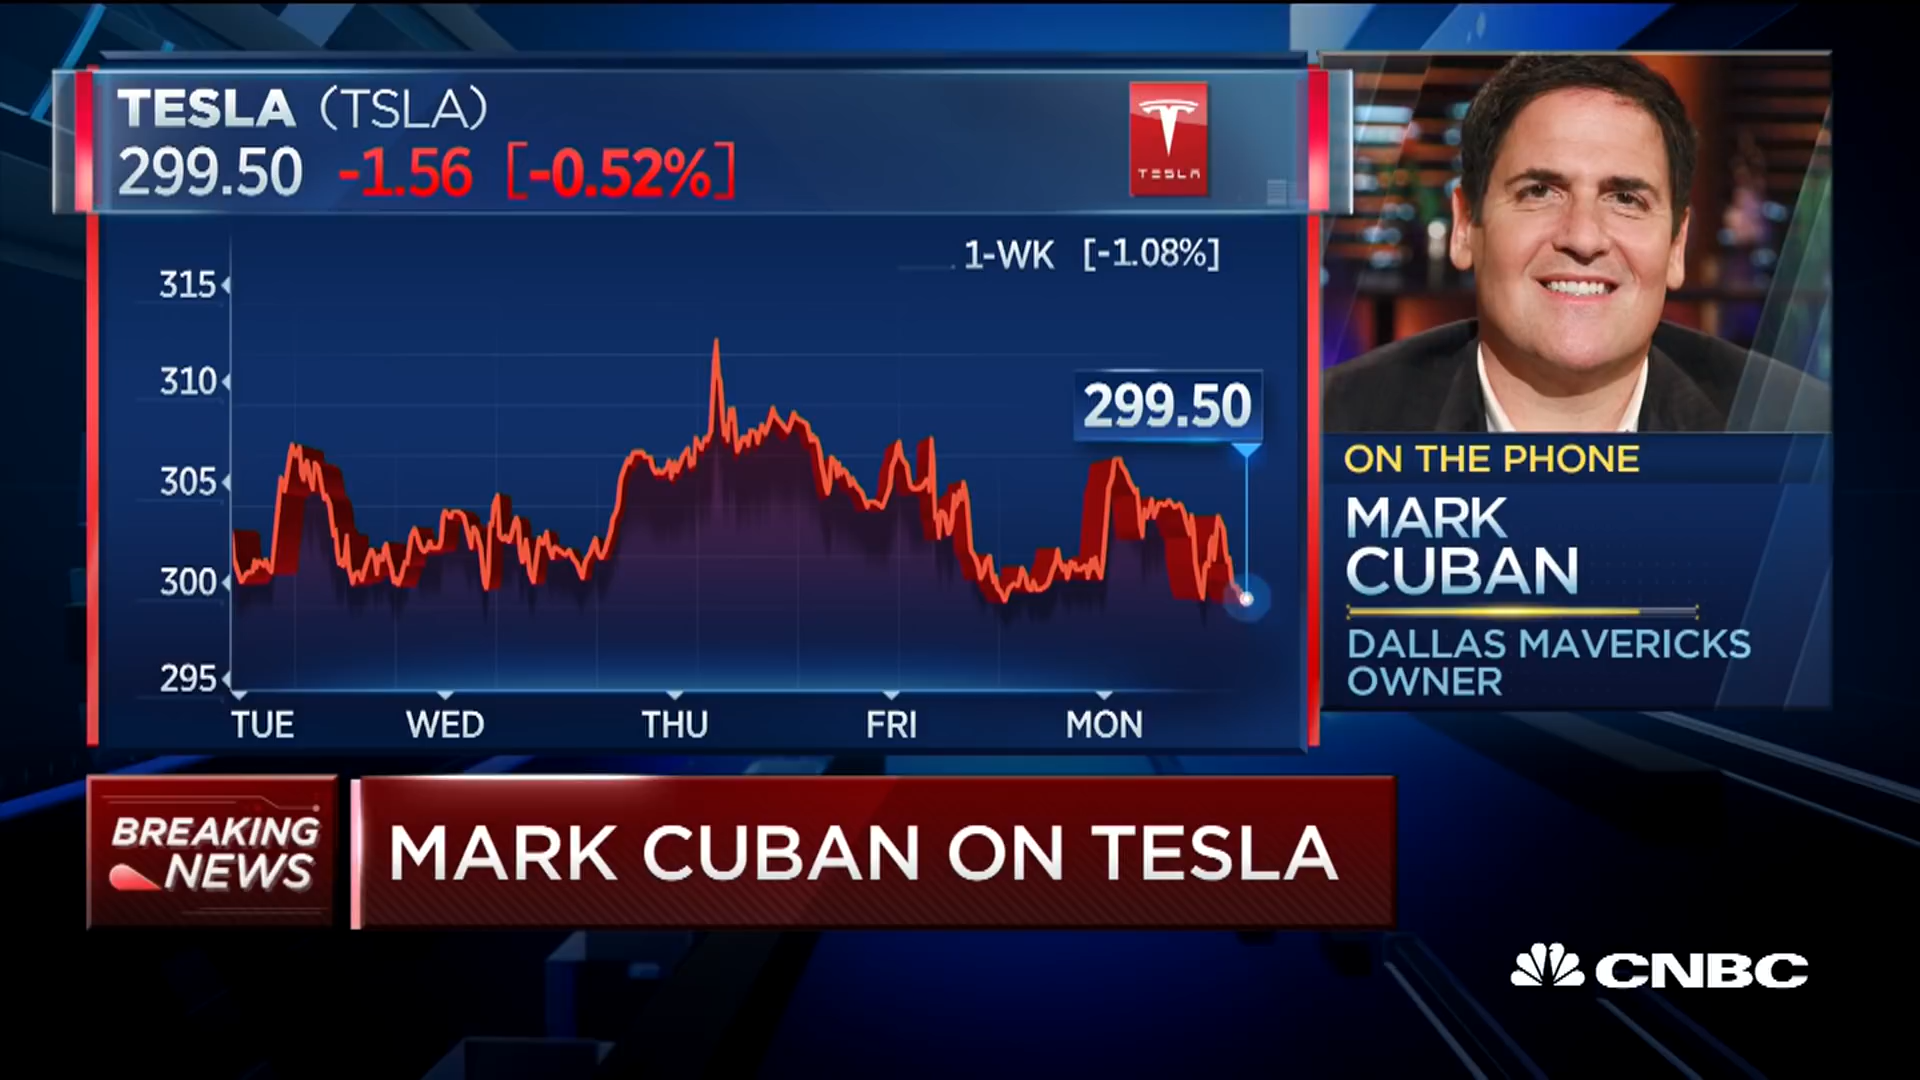 TESLA (TSLA)
299.50 -1.56 [-0.52%]
TESLA
1-WK [-1.08%]
315
310
305
300
295
299.50
TUE WED THU FRI MON
ON THE PHONE
MARK
CUBAN
DALLAS MAVERICKS
OWNER
BREAKING
NEWS
MARK CUBAN ON TESLA
CNBC